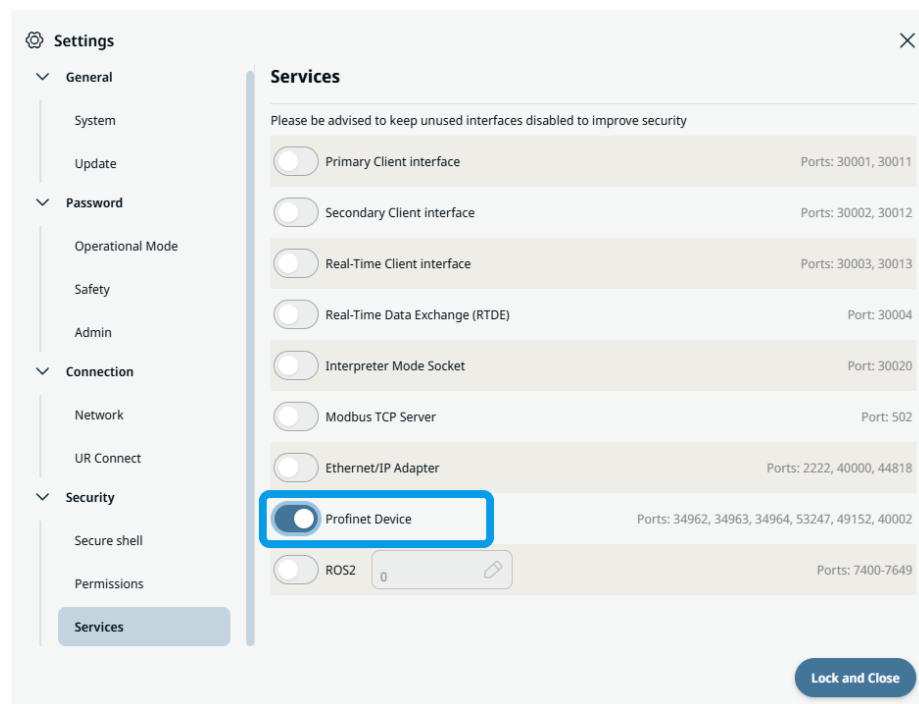 Settings
General
System
Update
Password
Operational Mode
Safety
Admin
Connection
Network
UR Connect
Security
Secure shell
Permissions
Services
Services
Please be advised to keep unused interfaces disabled to improve security
Primary Client interface Ports: 30001, 30011
Secondary Client interface Ports: 30002, 30012
Real-Time Client interface Ports: 30003, 30013
Real-Time Data Exchange (RTDE) Port: 30004
Interpreter Mode Socket Port: 30020
Modbus TCP Server Port: 502
Ethernet/IP Adapter Ports: 2222, 40000, 44818
Profinet Device Ports: 34962, 34963, 34964, 53247, 49152, 40002
ROS2 0 Ports: 7400-7649
Lock and Close